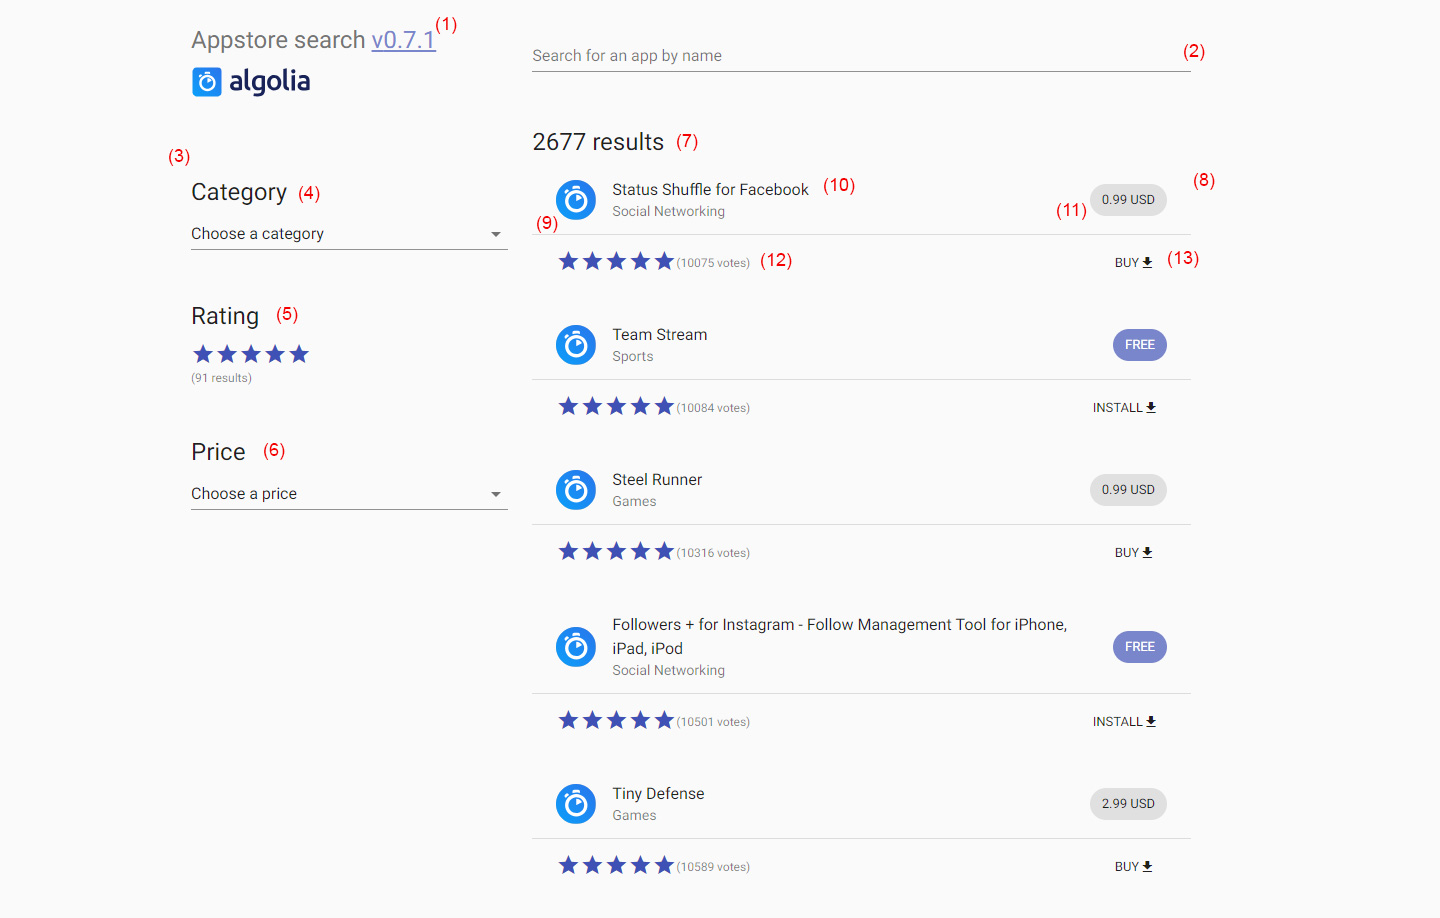 Appstore search v0.7.1 (1)
algolia
Search for an app by name (2)
(3)
Category (4)
Choose a category
Rating (5)
(91 results)
Price (6)
Choose a price
2677 results (7)
Status Shuffle for Facebook (10)
Social Networking
(9)
(11) 0.99 USD (8)
(10075 votes) (12)
BUY (13)
Team Stream
Sports
FREE
(10084 votes)
INSTALL
Steel Runner
Games
0.99 USD
(10316 votes)
BUY
Followers + for Instagram - Follow Management Tool for iPhone,
iPad, iPod
Social Networking
FREE
(10501 votes)
INSTALL
Tiny Defense
Games
2.99 USD
(10589 votes)
BUY